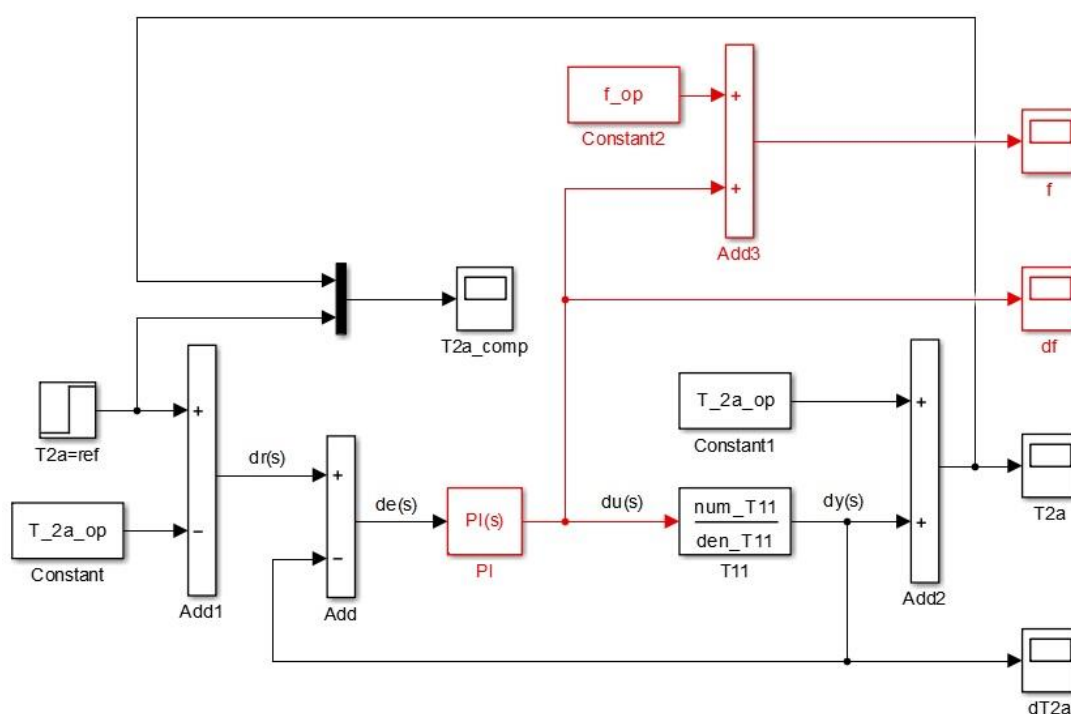 f_op
+
Constant2
+
f
Add3
T2a_comp
df
+
T2a=ref
T_2a_op
+
Constant1
dr(s)
+
de(s)
PI(s)
du(s)
num_T11
den_T11
dy(s)
+
T2a
T_2a_op
−
Constant
−
PI
T11
Add1
Add
Add2
dT2a